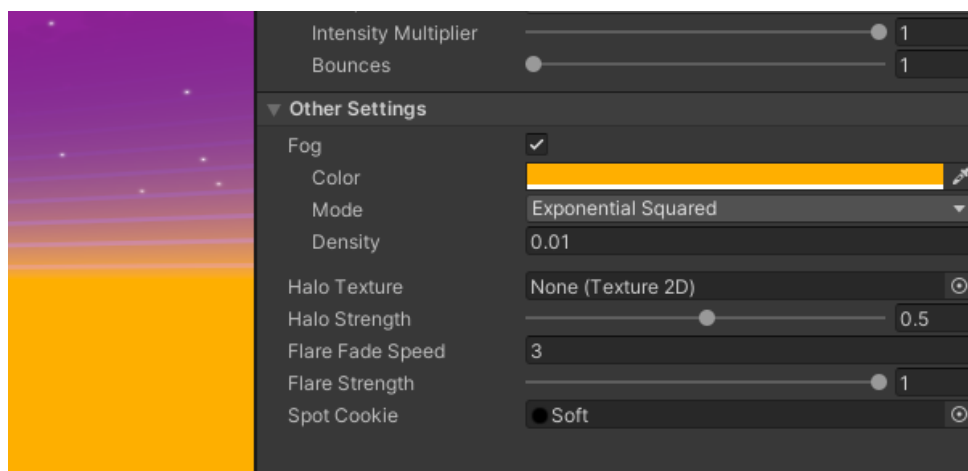 Intensity Multiplier 1
Bounces 1
Other Settings
Fog
Color
Mode Exponential Squared
Density 0.01
Halo Texture None (Texture 2D)
Halo Strength 0.5
Flare Fade Speed 3
Flare Strength 1
Spot Cookie Soft